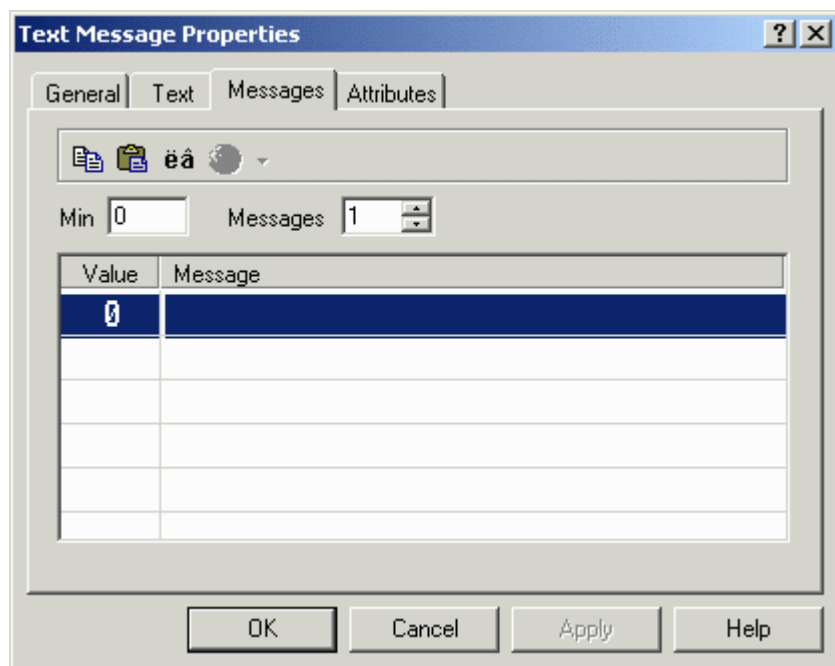 Text Message Properties
General Text Messages Attributes
ëâ
Min 0 Messages 1
Value Message
0
OK Cancel Apply Help